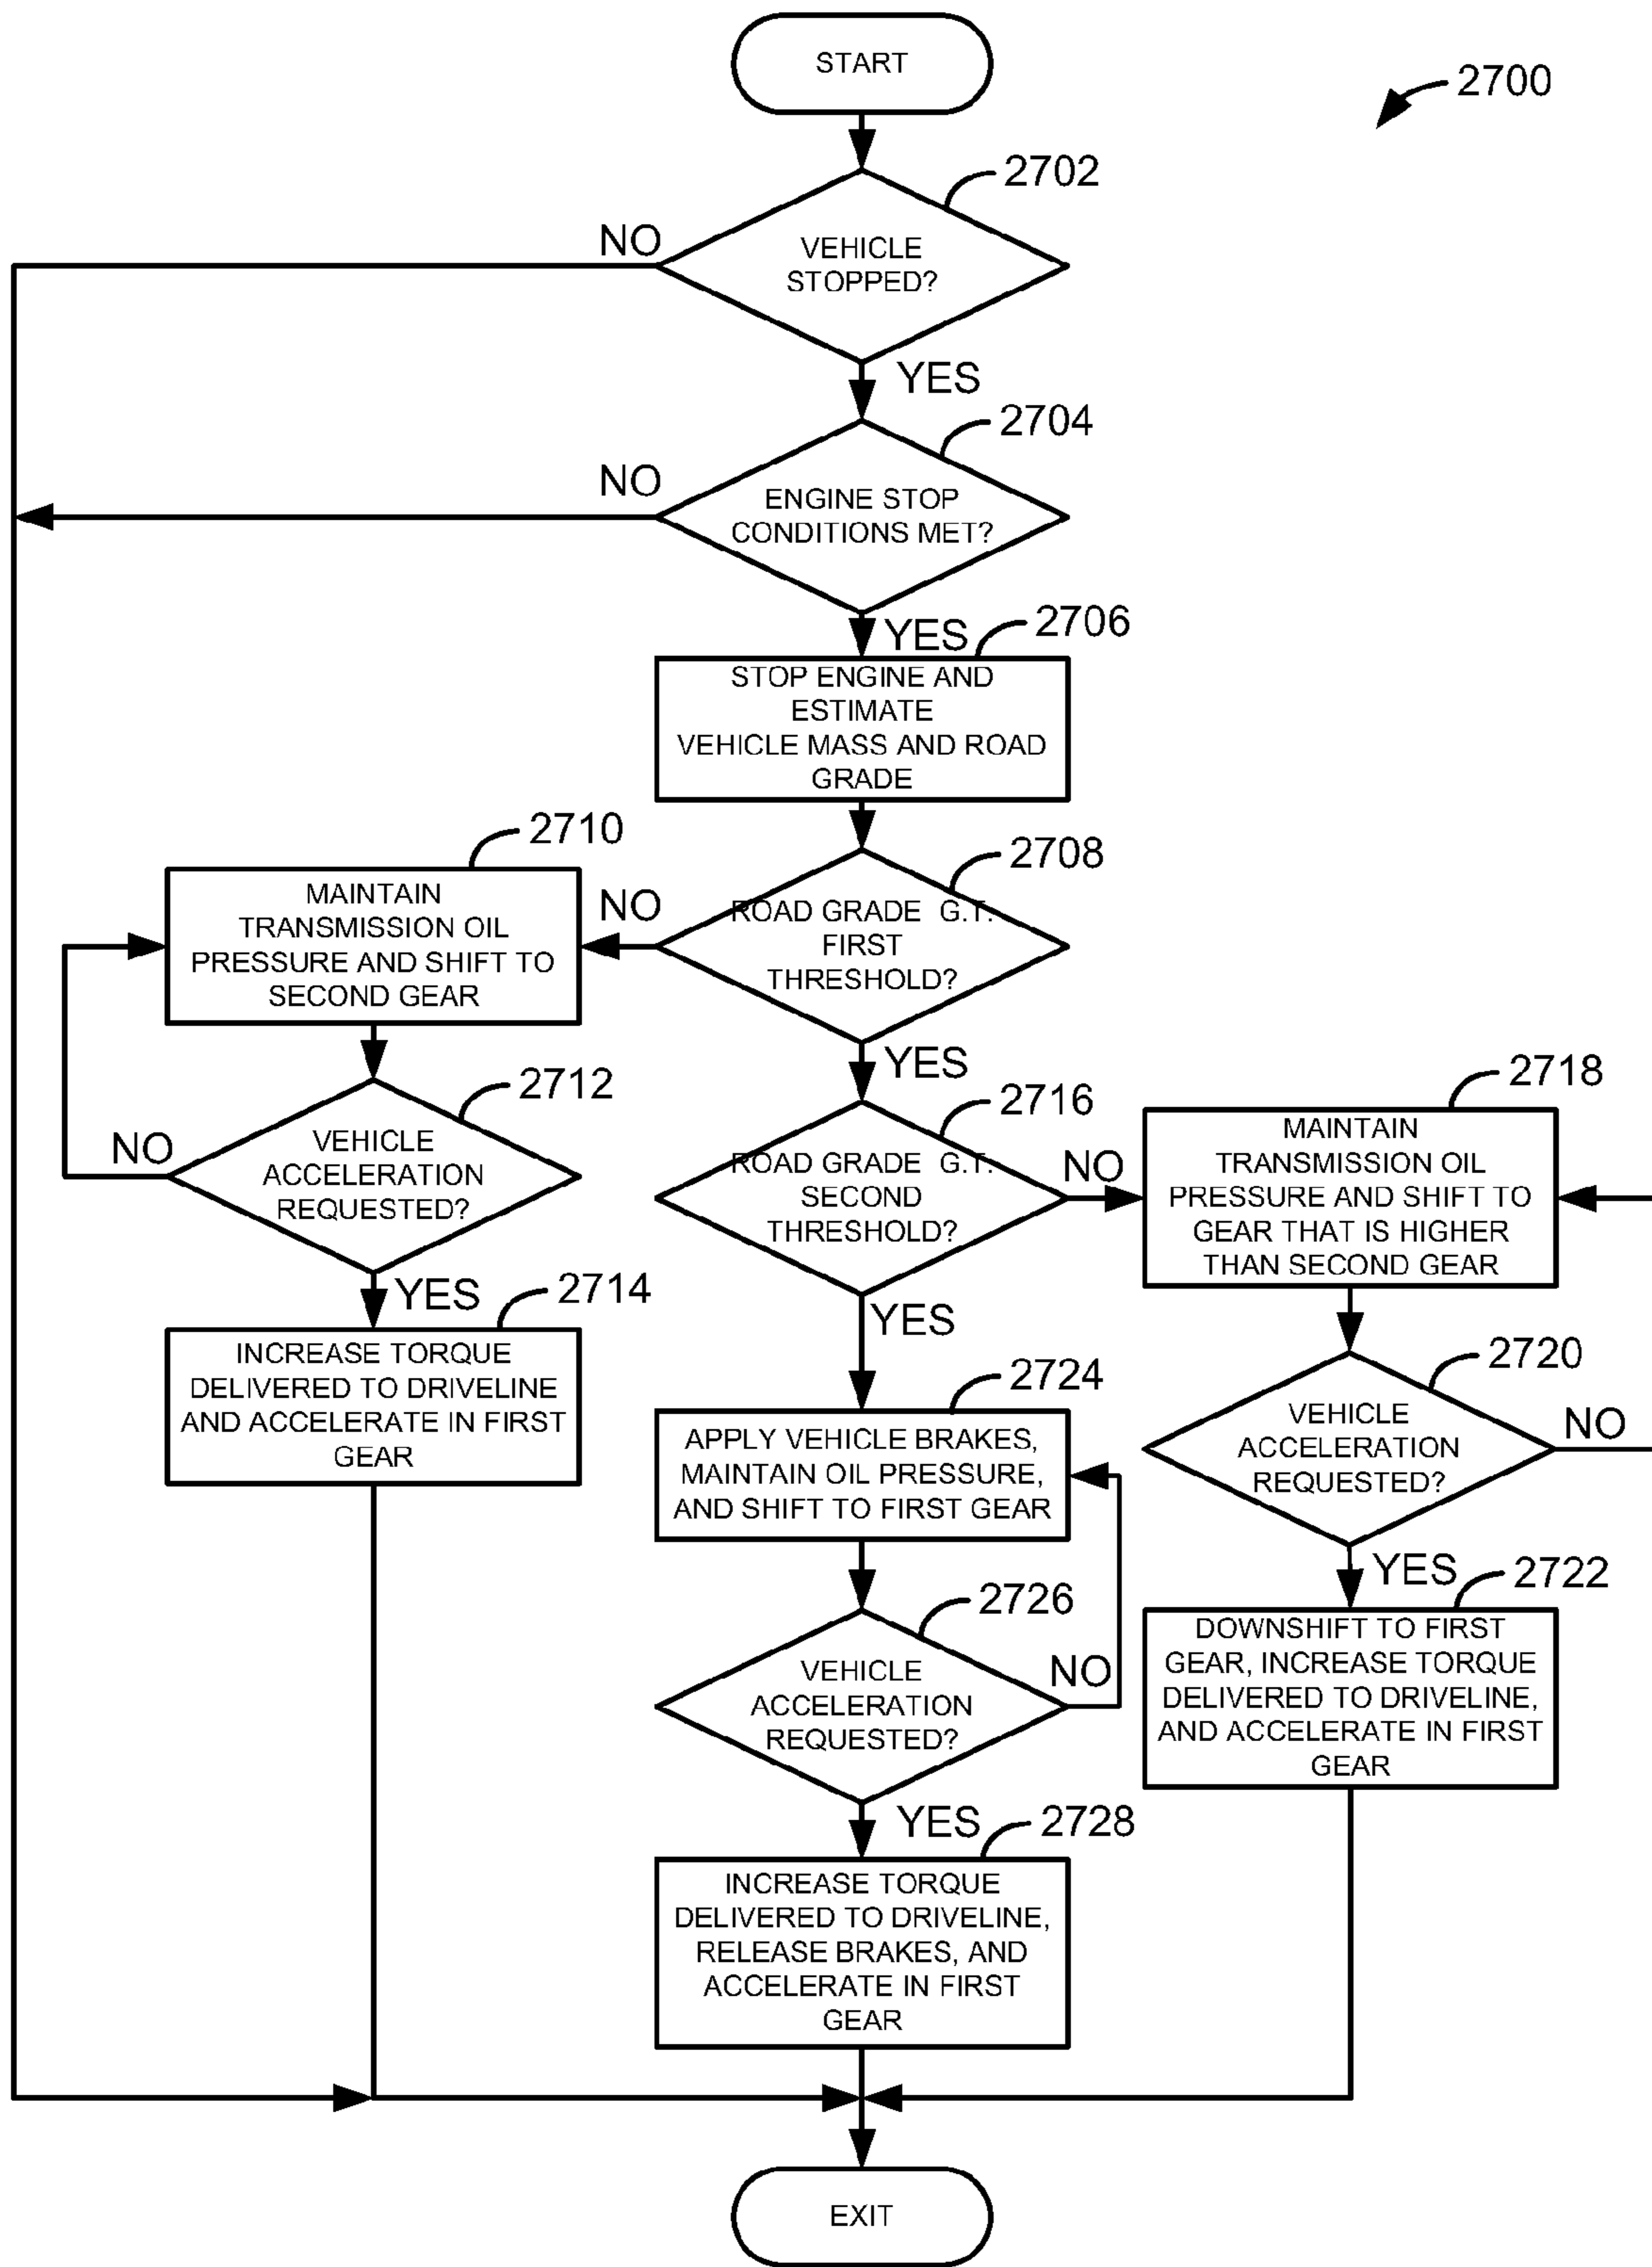 START
2700
2702
NO
VEHICLE
STOPPED?
YES
2704
NO
ENGINE STOP
CONDITIONS MET?
YES
2706
STOP ENGINE AND
ESTIMATE
VEHICLE MASS AND ROAD
GRADE
2710
2708
MAINTAIN
TRANSMISSION OIL
PRESSURE AND SHIFT TO
SECOND GEAR
NO
ROAD GRADE G.T.
FIRST
THRESHOLD?
YES
2712
NO
VEHICLE
ACCELERATION
REQUESTED?
2716
ROAD GRADE G.T.
SECOND
THRESHOLD?
NO
2718
MAINTAIN
TRANSMISSION OIL
PRESSURE AND SHIFT TO
GEAR THAT IS HIGHER
THAN SECOND GEAR
YES
2714
INCREASE TORQUE
DELIVERED TO DRIVELINE
AND ACCELERATE IN FIRST
GEAR
YES
2724
APPLY VEHICLE BRAKES,
MAINTAIN OIL PRESSURE,
AND SHIFT TO FIRST GEAR
2720
VEHICLE
ACCELERATION
REQUESTED?
NO
2726
VEHICLE
ACCELERATION
REQUESTED?
NO
YES
2722
DOWNSHIFT TO FIRST
GEAR, INCREASE TORQUE
DELIVERED TO DRIVELINE,
AND ACCELERATE IN FIRST
GEAR
YES
2728
INCREASE TORQUE
DELIVERED TO DRIVELINE,
RELEASE BRAKES, AND
ACCELERATE IN FIRST
GEAR
EXIT